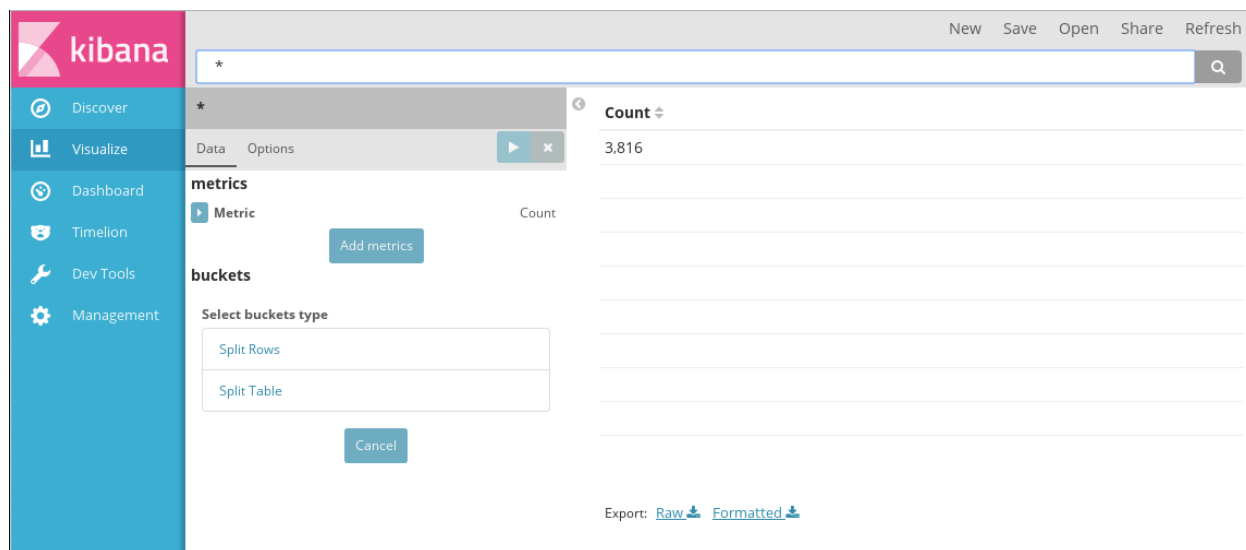 kibana
New Save Open Share Refresh
*
Discover
Visualize
Dashboard
Timelion
Dev Tools
Management
*
Data Options
metrics
Metric Count
Add metrics
buckets
Select buckets type
Split Rows
Split Table
Cancel
Count
3,816
Export: Raw Formatted